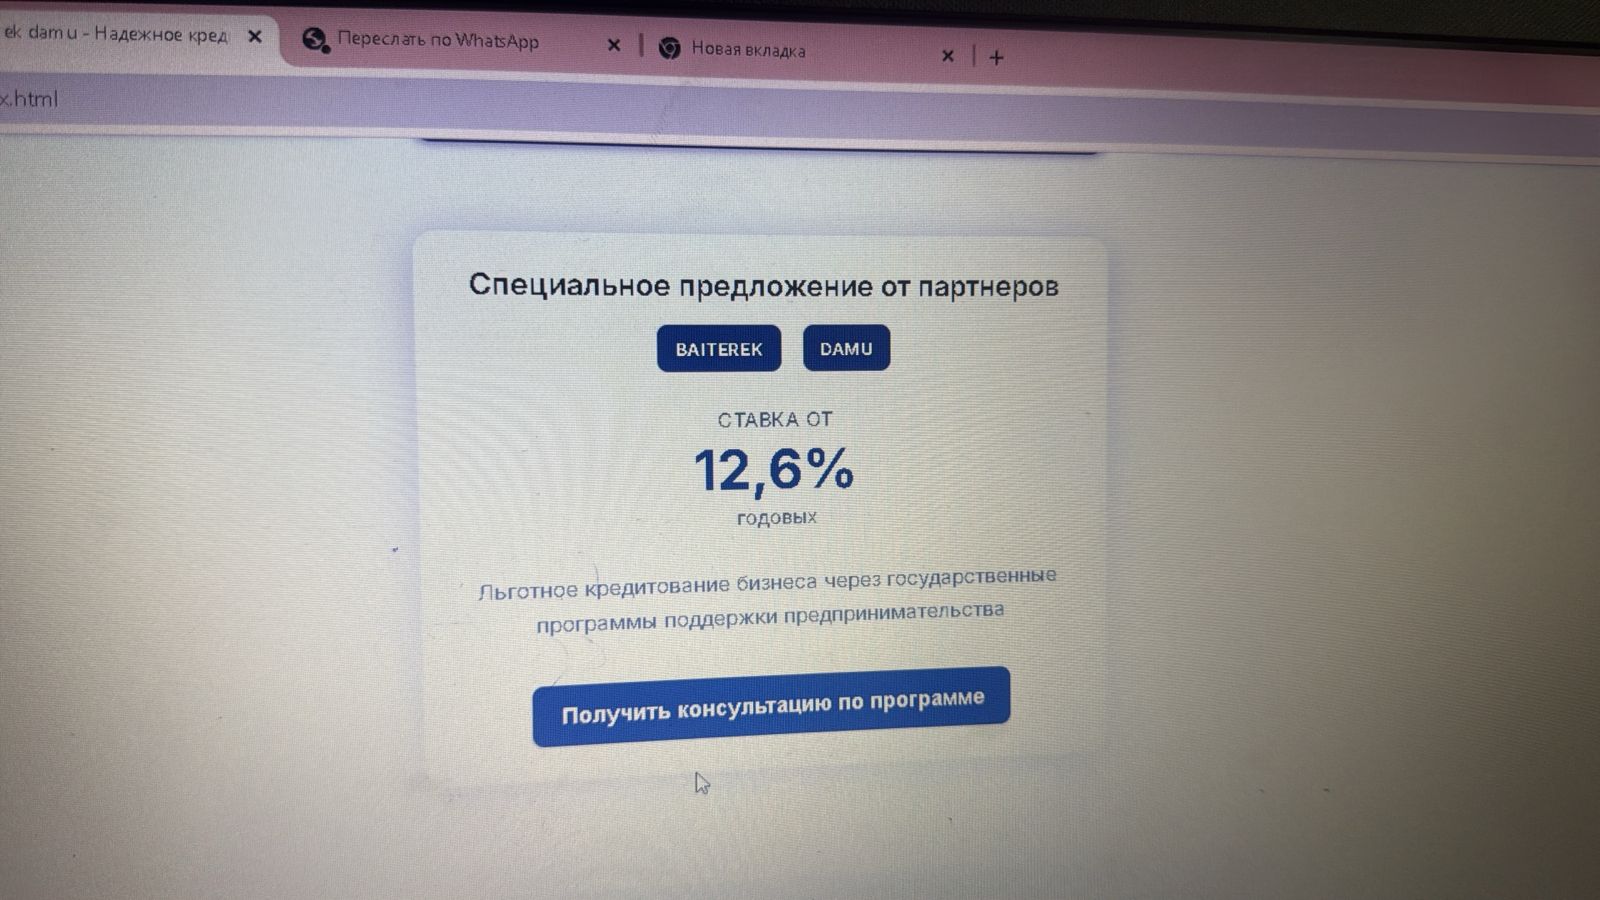 ek damu - Надежное кред
Переслать по WhatsApp
Новая вкладка
x.html
Специальное предложение от партнеров
BAITEREK
DAMU
СТАВКА ОТ
12,6%
годовых
Льготное кредитование бизнеса через государственные
программы поддержки предпринимательства
Получить консультацию по программе